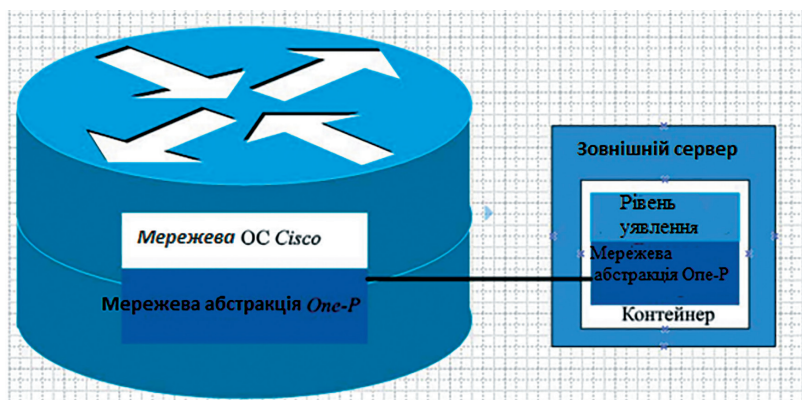 Мережева ОС Cisco
Мережева абстракція One-P
Зовнішній сервер
Рівень
уявлення
Мережева
абстракція One-P
Контейнер